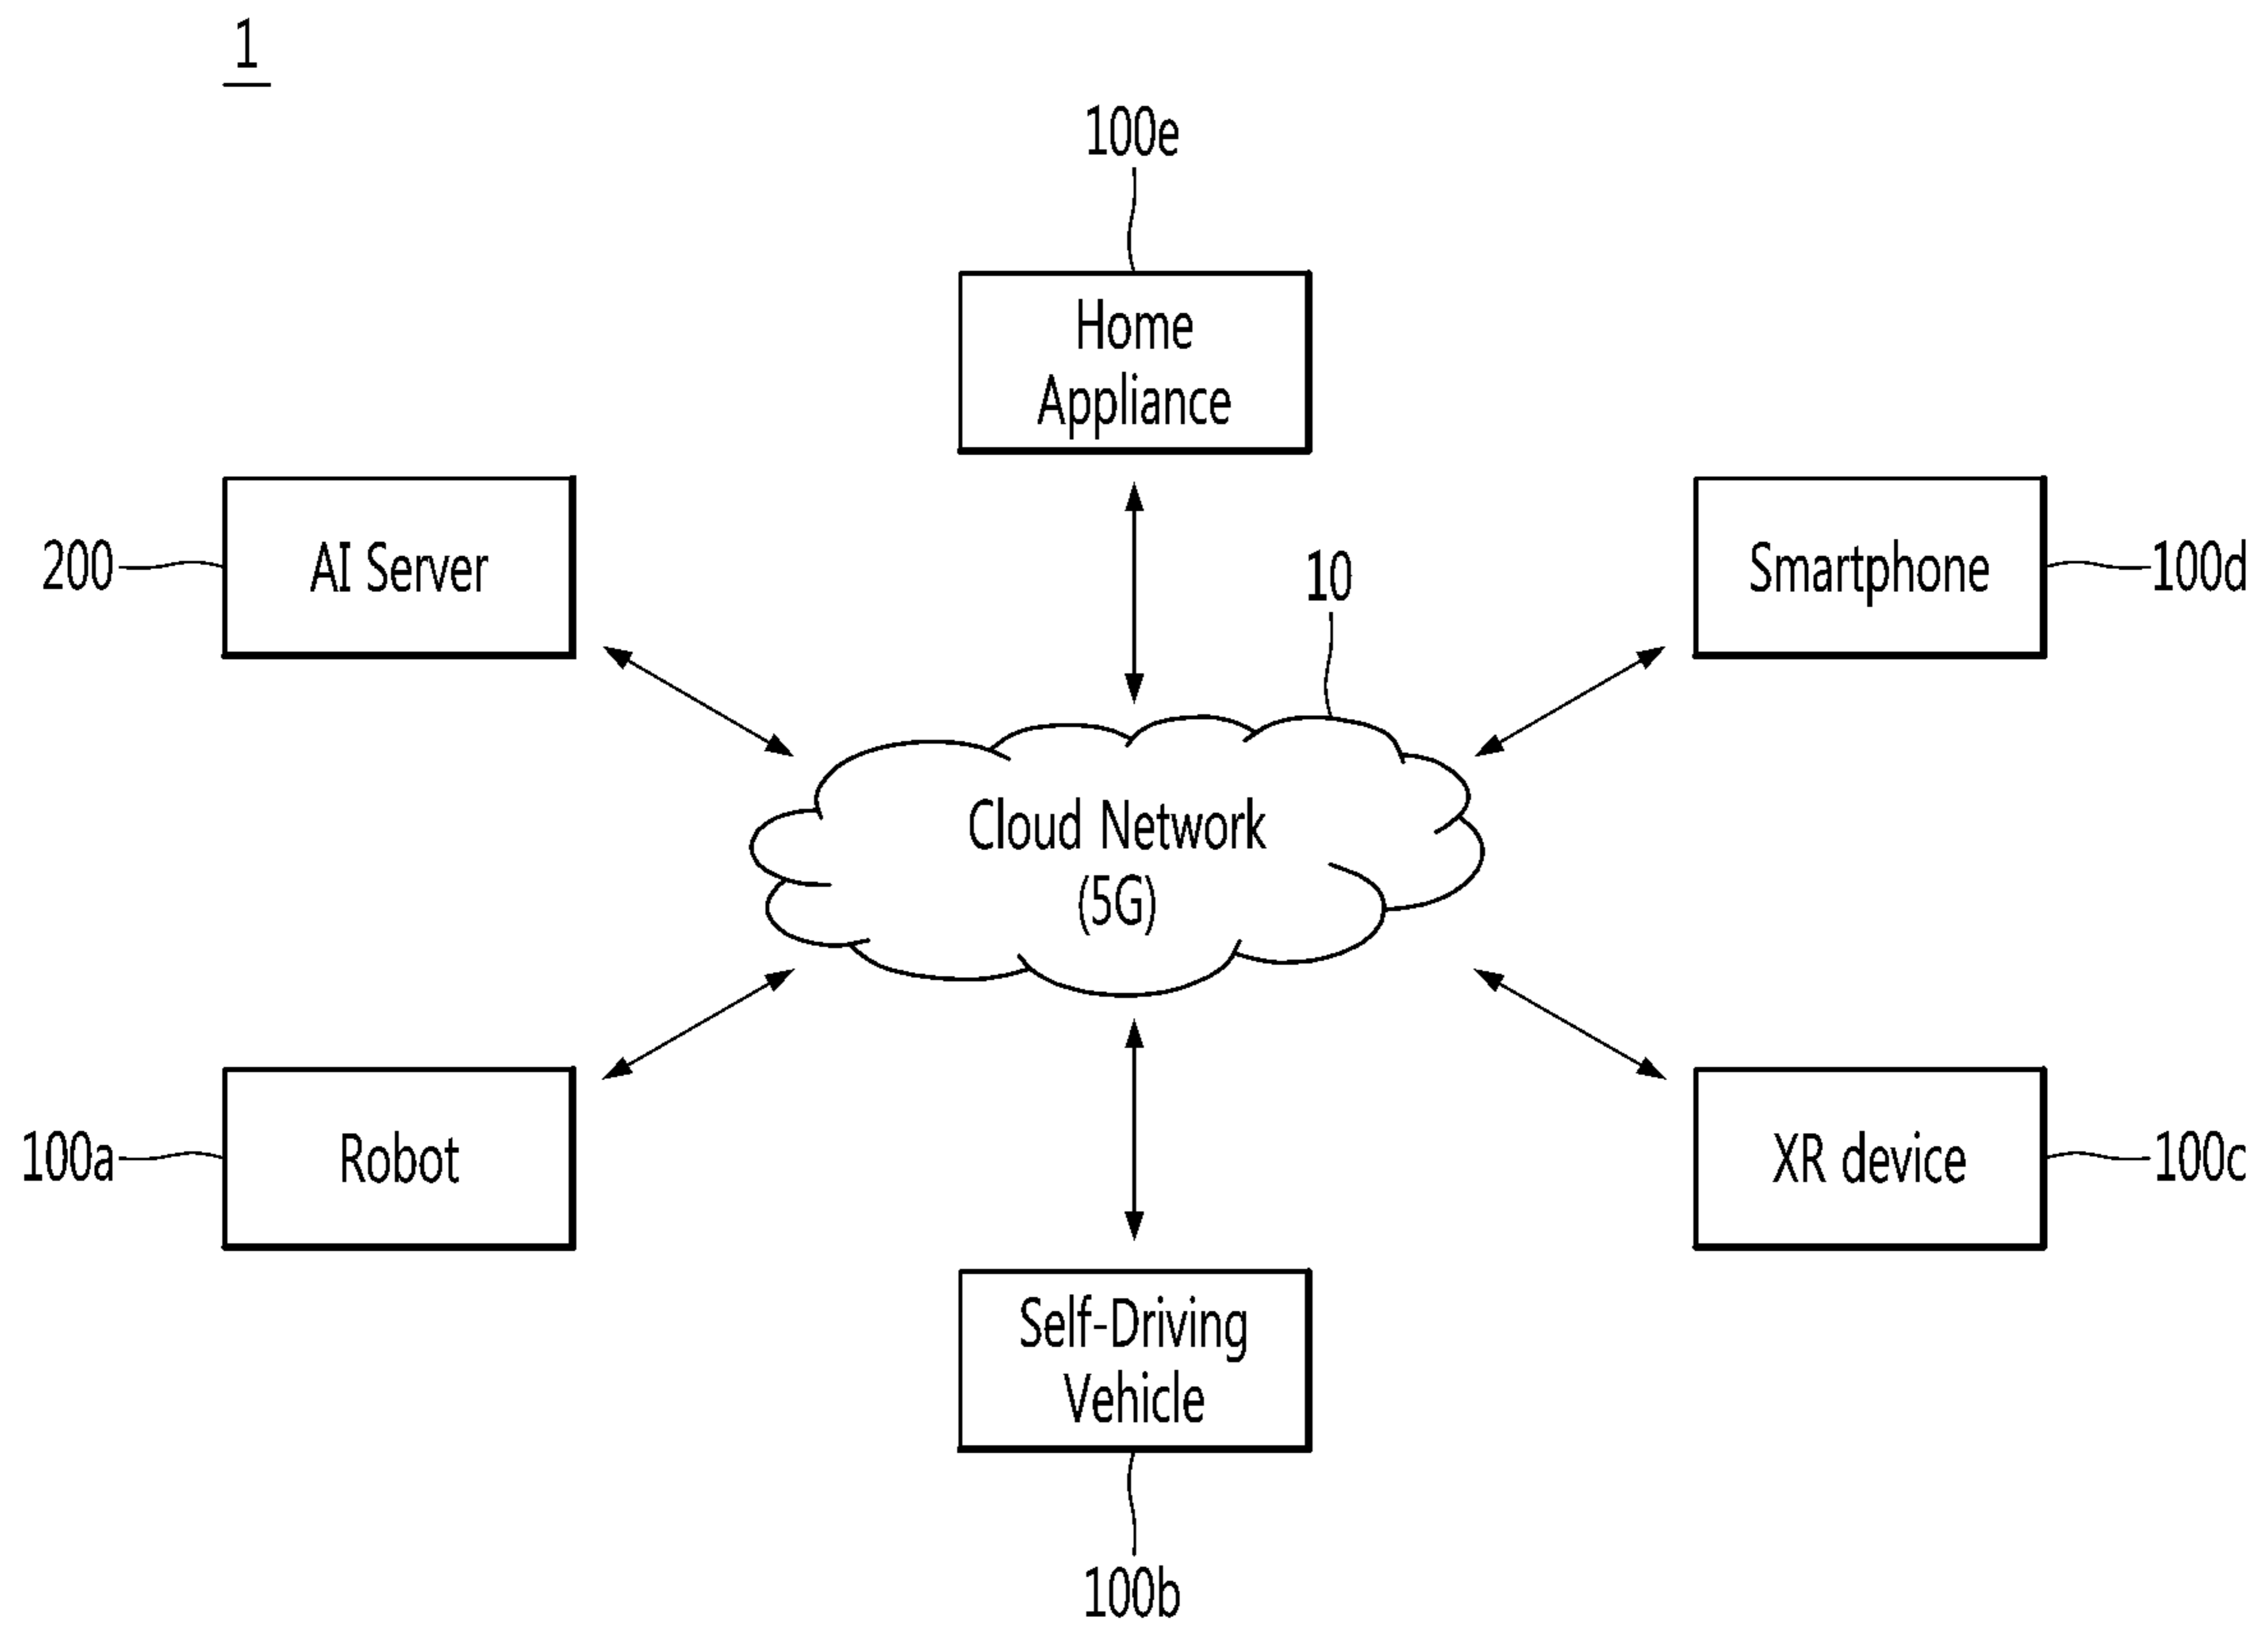 1
100e
Home
Appliance
200
AI Server
Smartphone
100d
10
Cloud Network
(5G)
100a
Robot
XR device
100c
Self-Driving
Vehicle
100b